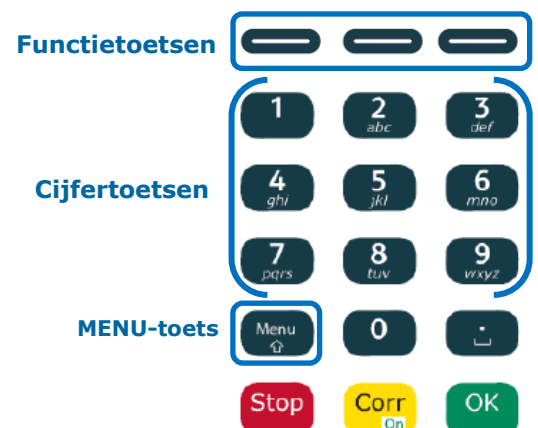 Functietoetsen
1 2 3
abc def
Cijfertoetsen
4 5 6
ghi jkl mno
7 8 9
pqrs tuv wxyz
MENU-toets
Menu 0 .
Stop Corr OK
On